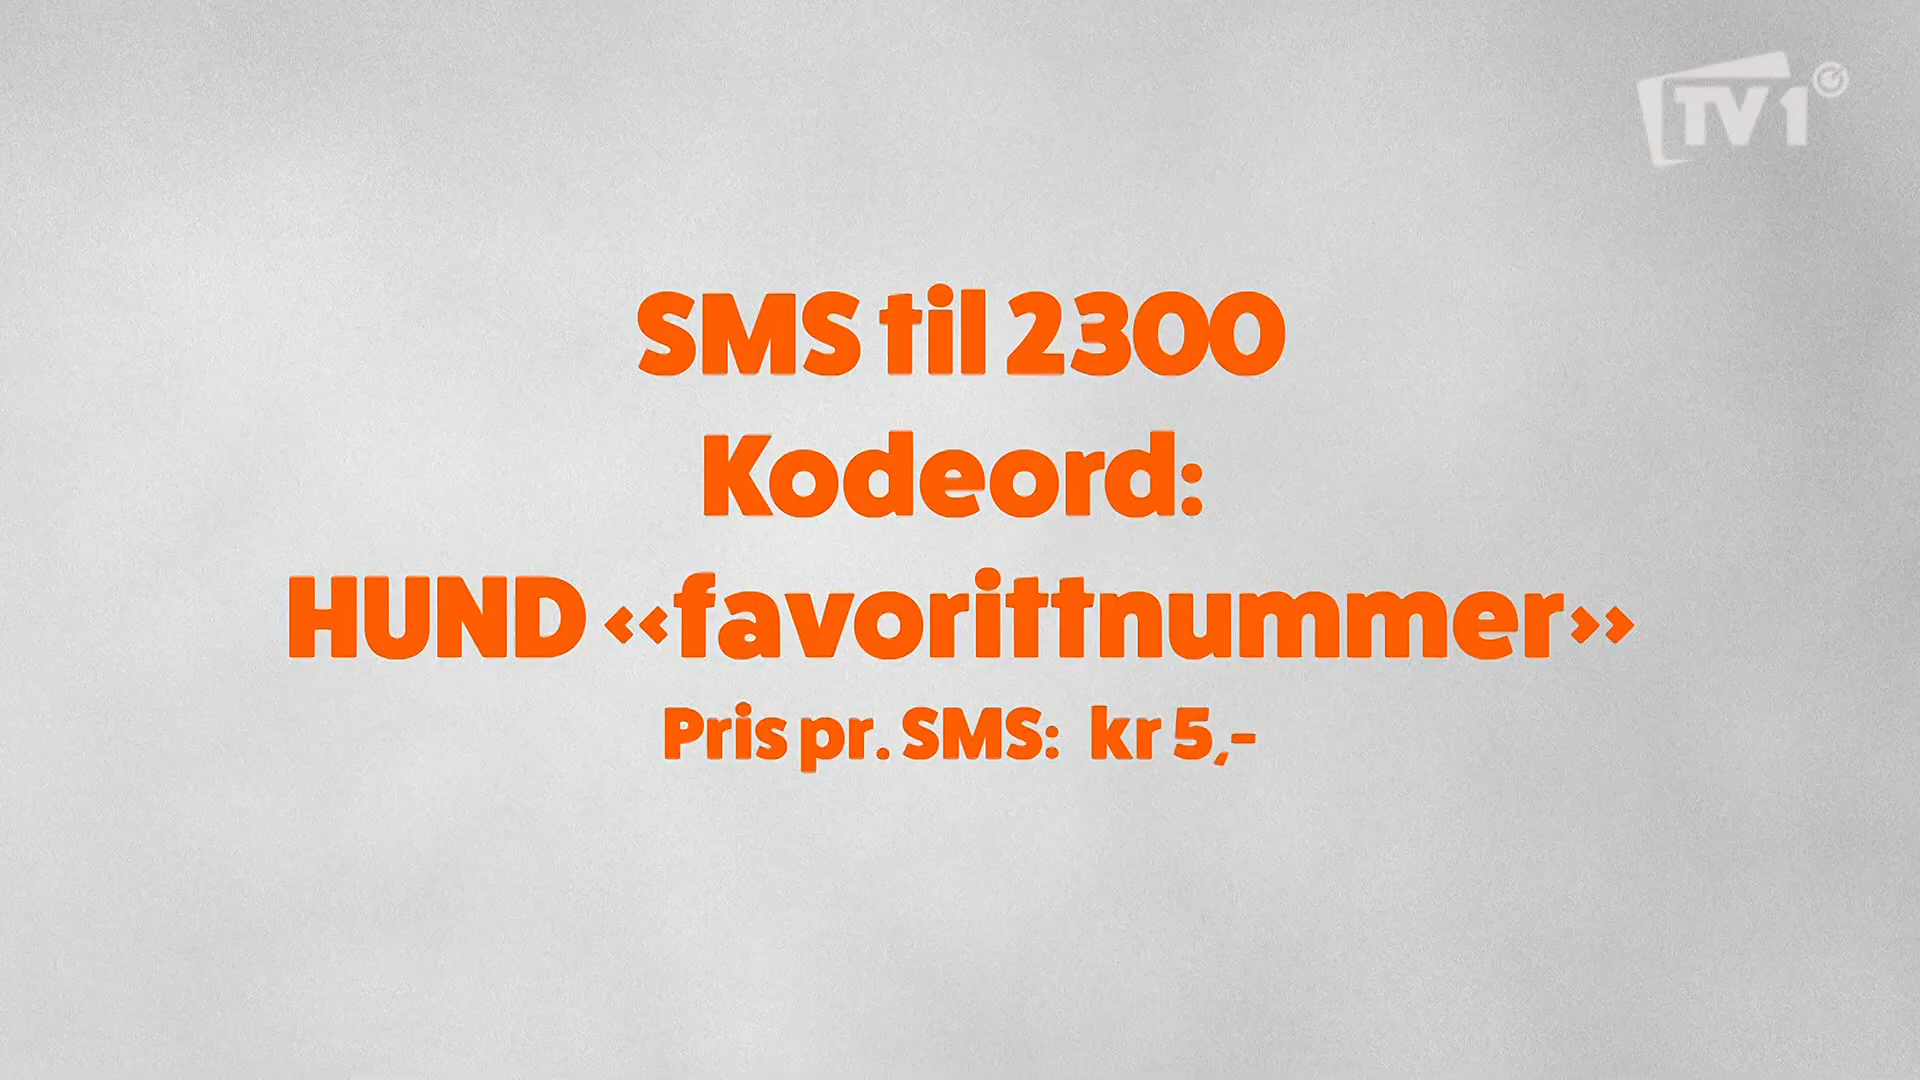 TV1
SMS til 2300
Kodeord:
HUND «favorittnummer»
Pris pr. SMS: kr 5,-